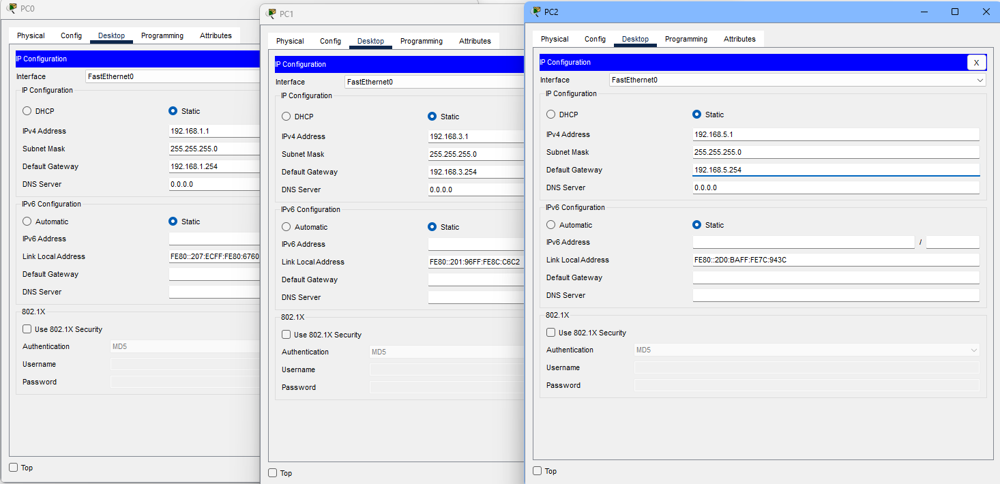 PC0
Physical Config Desktop Programming Attributes
IP Configuration
Interface FastEthernet0
IP Configuration
DHCP Static
IPv4 Address 192.168.1.1
Subnet Mask 255.255.255.0
Default Gateway 192.168.1.254
DNS Server 0.0.0.0
IPv6 Configuration
Automatic Static
IPv6 Address
Link Local Address FE80::207:ECFF:FE80:6760
Default Gateway
DNS Server
802.1X
Use 802.1X Security
Authentication MD5
Username
Password
Top
PC1
Physical Config Desktop Programming Attributes
IP Configuration
Interface FastEthernet0
IP Configuration
DHCP Static
IPv4 Address 192.168.3.1
Subnet Mask 255.255.255.0
Default Gateway 192.168.3.254
DNS Server 0.0.0.0
IPv6 Configuration
Automatic Static
IPv6 Address
Link Local Address FE80::201:96FF:FE8C:C6C2
Default Gateway
DNS Server
802.1X
Use 802.1X Security
Authentication MD5
Username
Password
Top
PC2
Physical Config Desktop Programming Attributes
IP Configuration X
Interface FastEthernet0
IP Configuration
DHCP Static
IPv4 Address 192.168.5.1
Subnet Mask 255.255.255.0
Default Gateway 192.168.5.254
DNS Server 0.0.0.0
IPv6 Configuration
Automatic Static
IPv6 Address /
Link Local Address FE80::2D0:BAFF:FE7C:943C
Default Gateway
DNS Server
802.1X
Use 802.1X Security
Authentication MD5
Username
Password
Top